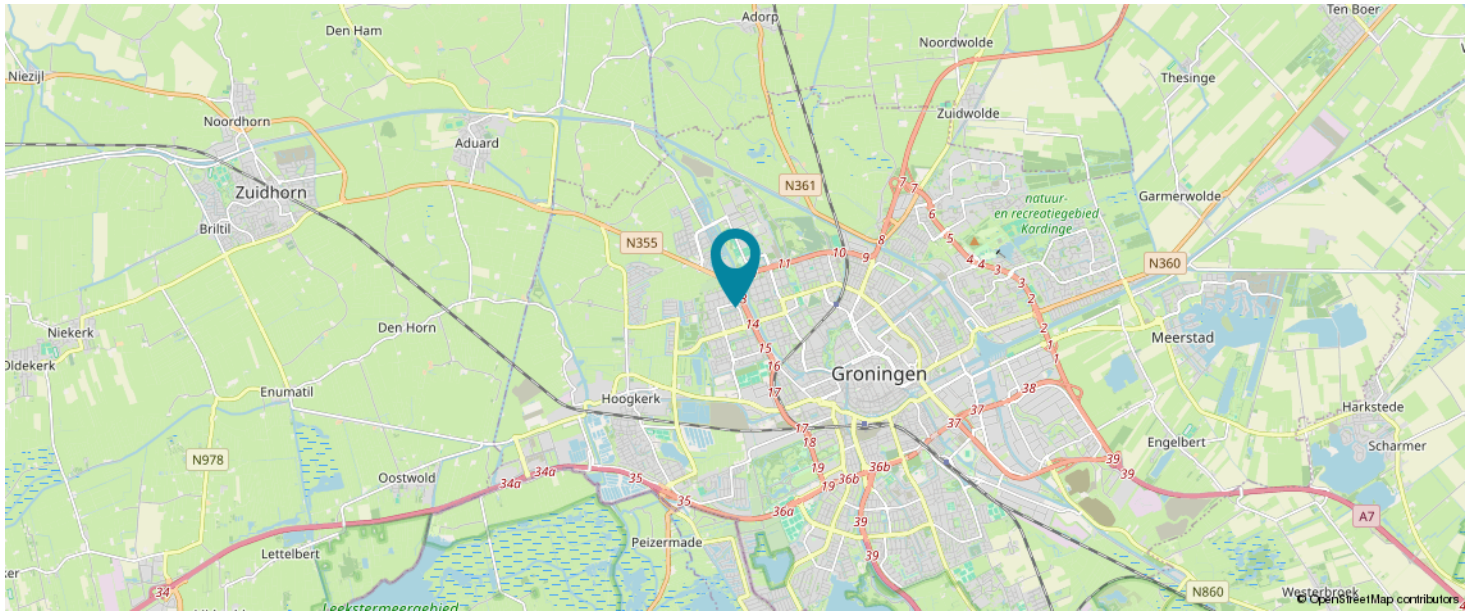 Adorp
Ten Boer
Den Ham
Noordwolde
Niezijl
Thesinge
Noordhorn
Zuidwolde
Aduard
N361
7
7
Zuidhorn
6
natuur-
en recreatiegebied
Kardinge
Garmerwolde
Briltil
5
N355
8
10
9
11
4
4
3
N360
3
2
14
2
Niekerk
Den Horn
Meerstad
15
1
1
Oldekerk
16
Groningen
Enumatil
17
38
Hoogkerk
37
Harkstede
37
17
18
Engelbert
Scharmer
N978
39
19
36b
39
34a
34a
35
Oostwold
36b
19
35
36a
39
A7
Peizermade
Lettelbert
39
34
N860
Westerbroek
Leekstermeergebied
© OpenStreetMap contributors